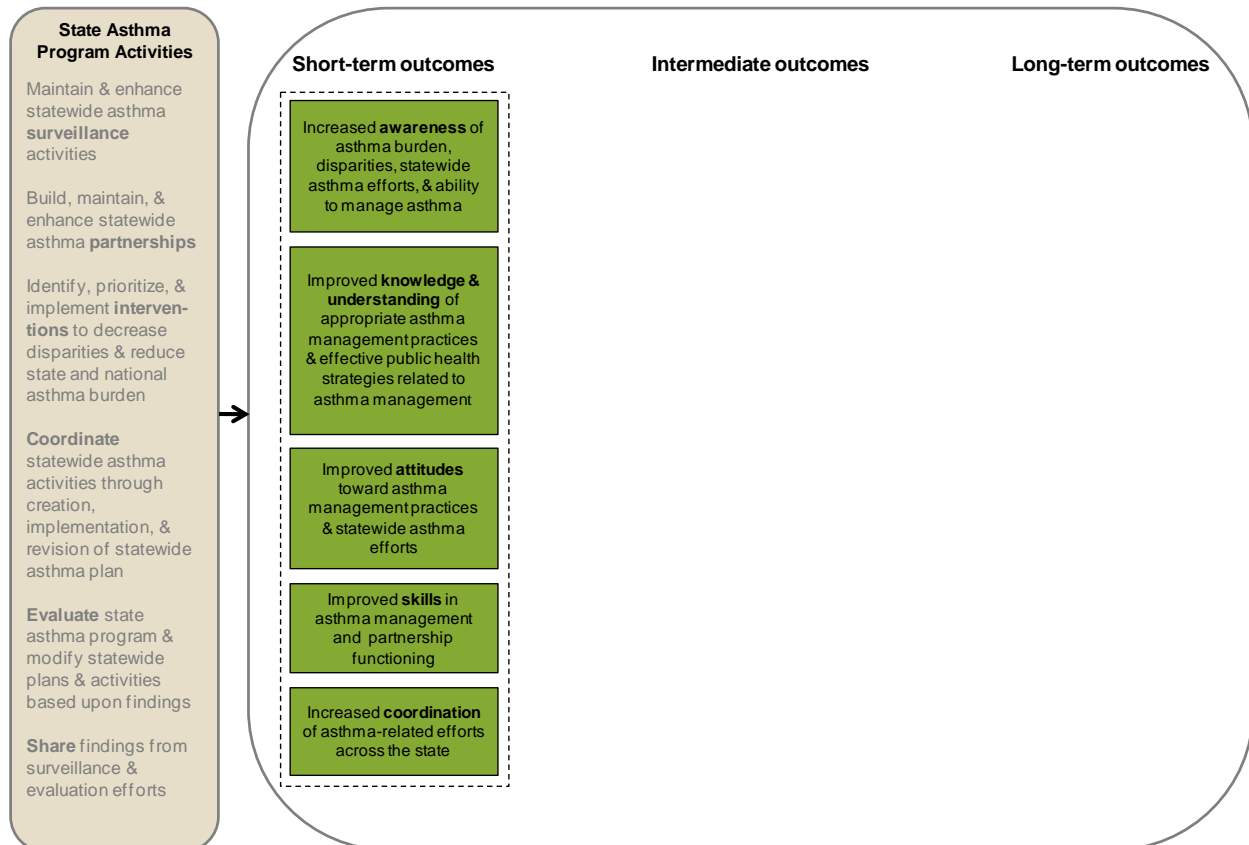 State Asthma
Program Activities
Maintain & enhance
statewide asthma
surveillance
activities
Build, maintain, &
enhance statewide
asthma partnerships
Identify, prioritize, &
implement interven-
tions to decrease
disparities & reduce
state and national
asthma burden
Coordinate
statewide asthma
activities through
creation,
implementation, &
revision of statewide
asthma plan
Evaluate state
asthma program &
modify statewide
plans & activities
based upon findings
Share findings from
surveillance &
evaluation efforts
Short-term outcomes
Increased awareness of
asthma burden,
disparities, statewide
asthma efforts, & ability
to manage asthma
Improved knowledge &
understanding of
appropriate asthma
management practices
& effective public health
strategies related to
asthma management
Improved attitudes
toward asthma
management practices
& statewide asthma
efforts
Improved skills in
asthma management
and partnership
functioning
Increased coordination
of asthma-related efforts
across the state
Intermediate outcomes
Long-term outcomes